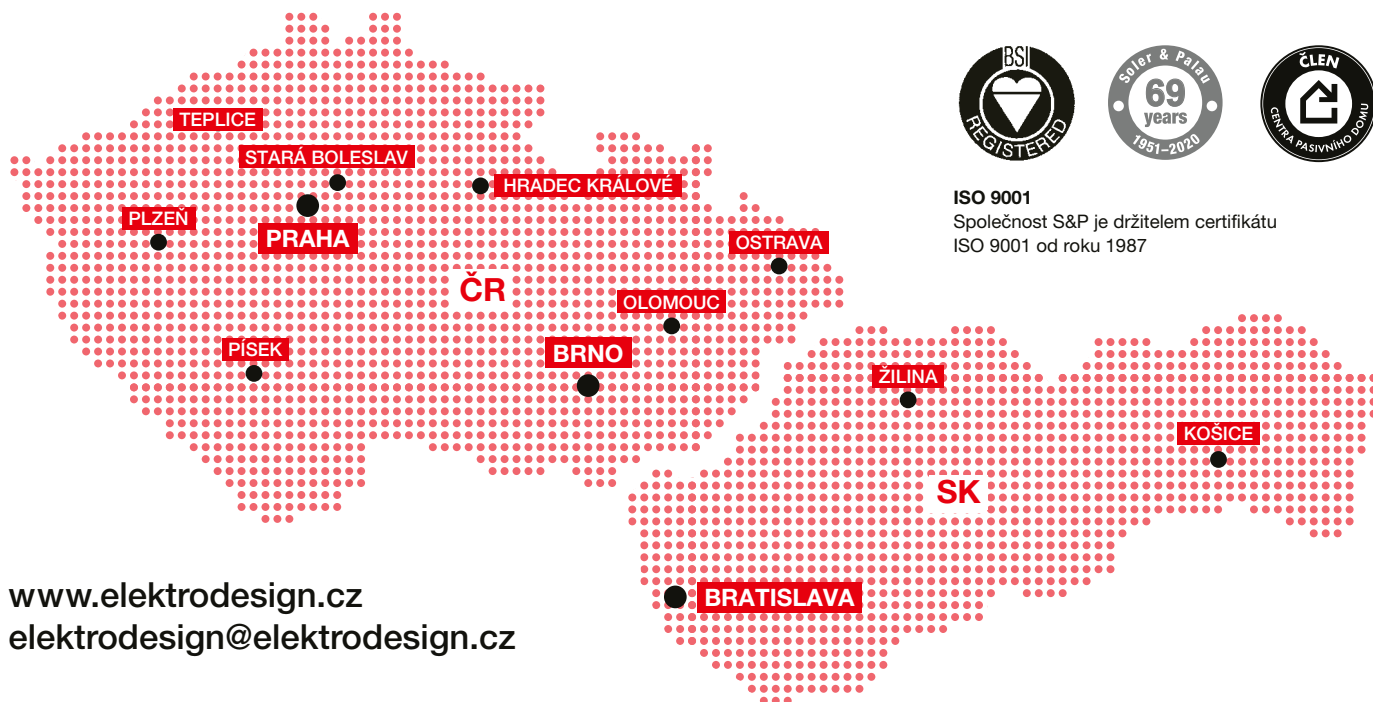 BSI
REGISTERED
Soler & Palau
69
years
1951–2020
ČLEN
CENTRA PASIVNÍHO DOMU
ISO 9001
Společnost S&P je držitelem certifikátu
ISO 9001 od roku 1987
TEPLICE
STARÁ BOLESLAV
HRADEC KRÁLOVÉ
PLZEŇ
PRAHA
OSTRAVA
ČR
OLOMOUC
PÍSEK
BRNO
ŽILINA
KOŠICE
SK
BRATISLAVA
www.elektrodesign.cz
elektrodesign@elektrodesign.cz